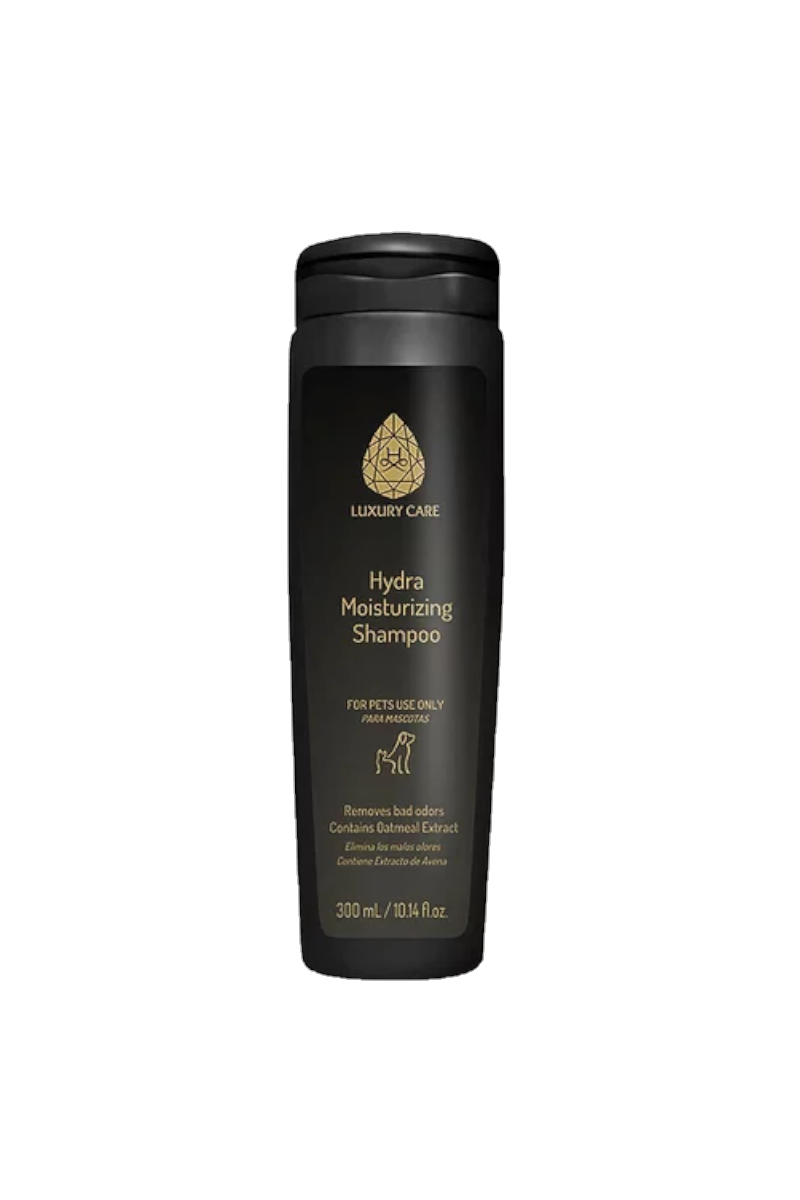 H
LUXURY CARE
Hydra
Moisturizing
Shampoo
FOR PETS USE ONLY
PARA MASCOTAS
Removes bad odors
Contains Oatmeal Extract
Elimina los malos olores
Contiene Extracto de Avena
300 mL / 10.14 fl.oz.